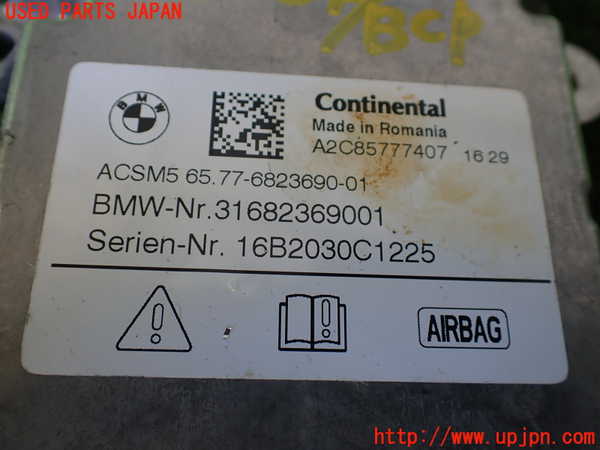 USED PARTS JAPAN
BCP
BMW
Continental
Made in Romania
A2C85777407 16 29
ACSM5 65.77-6823690-01
BMW-Nr.31682369001
Serien-Nr. 16B2030C1225
AIRBAG
http://www.upjpn.com/